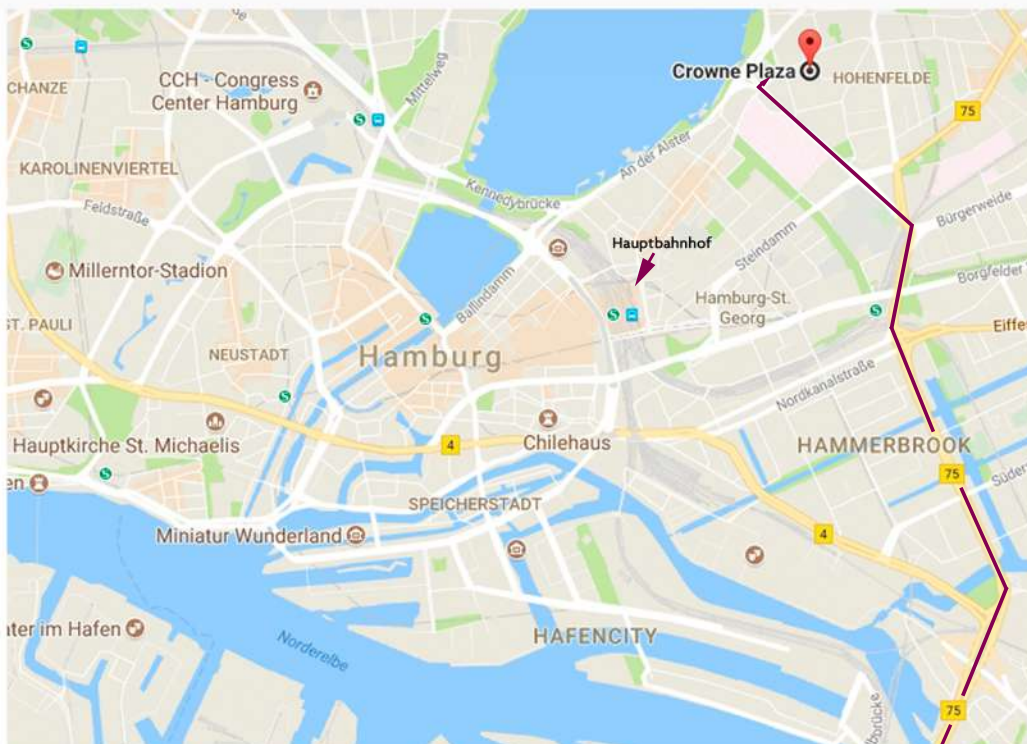 Crowne Plaza
HOHENFELDE
CCH - Congress
Center Hamburg
Mittelweg
CHANZE
75
An der Alster
KAROLINENVIERTEL
Kennedybrücke
Feldstraße
Bürgerweide
Hauptbahnhof
Steindamm
Millerntor-Stadion
Ballindamm
Borgfelder
Hamburg-St.
Georg
ST. PAULI
Eiffe
NEUSTADT
Hamburg
Nordkanalstraße
Hauptkirche St. Michaelis
4
Chilehaus
HAMMERBROOK
75
Süder
en
SPEICHERSTADT
Miniatur Wunderland
4
ater im Hafen
Norderelbe
HAFENCITY
75
lbrücke